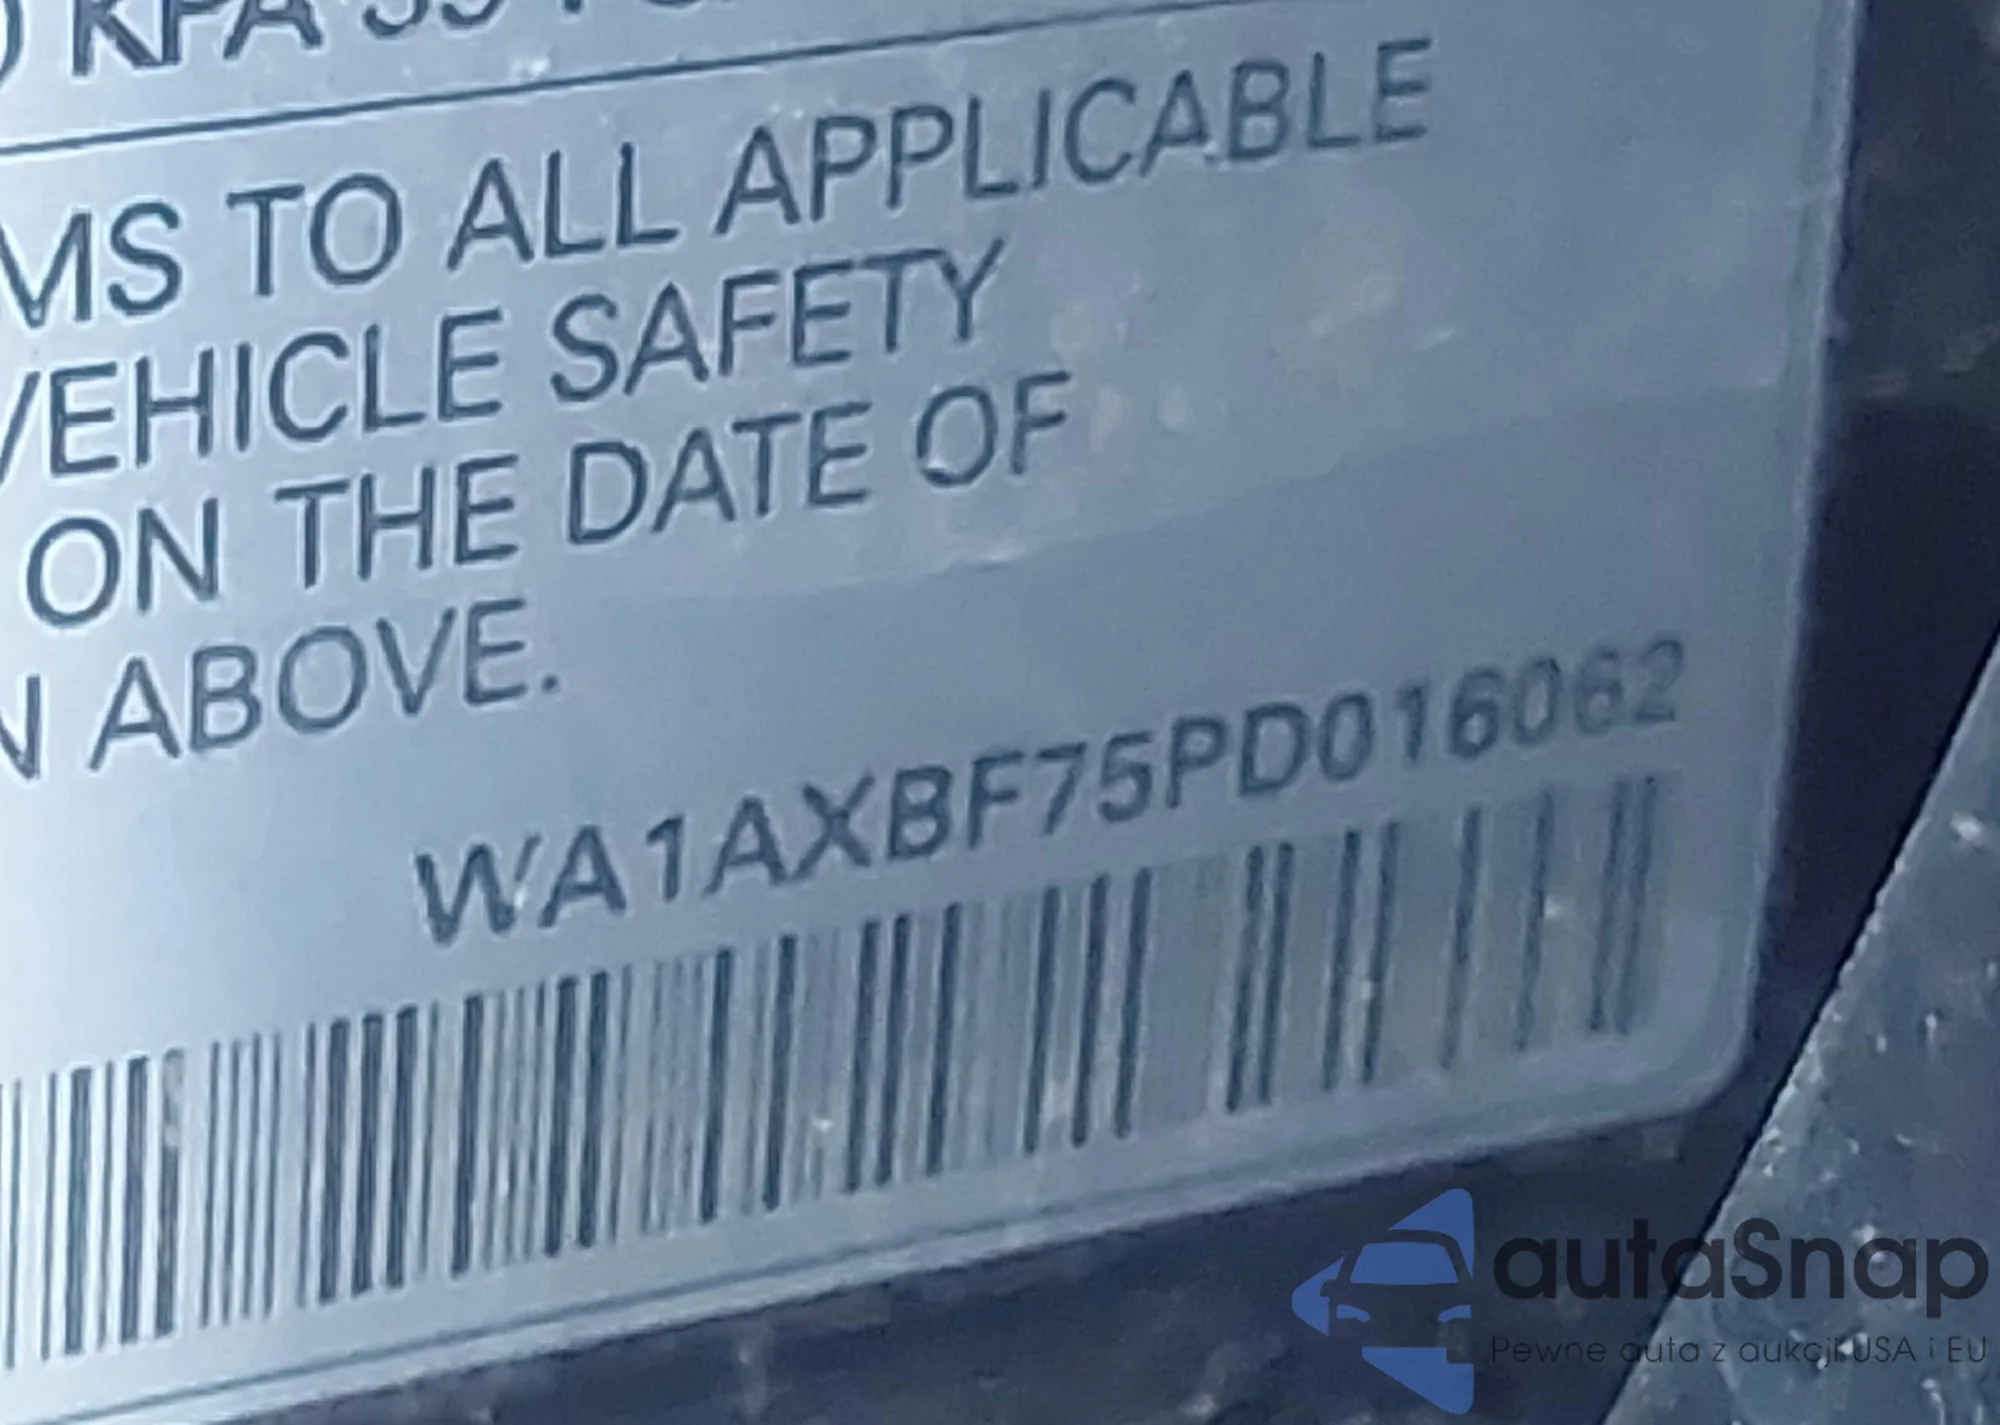 KPA
MS TO ALL APPLICABLE
VEHICLE SAFETY
ON THE DATE OF
N ABOVE.
WA1AXBF75PD016062
autaSnap
Pewne auta z aukcji USA i EU